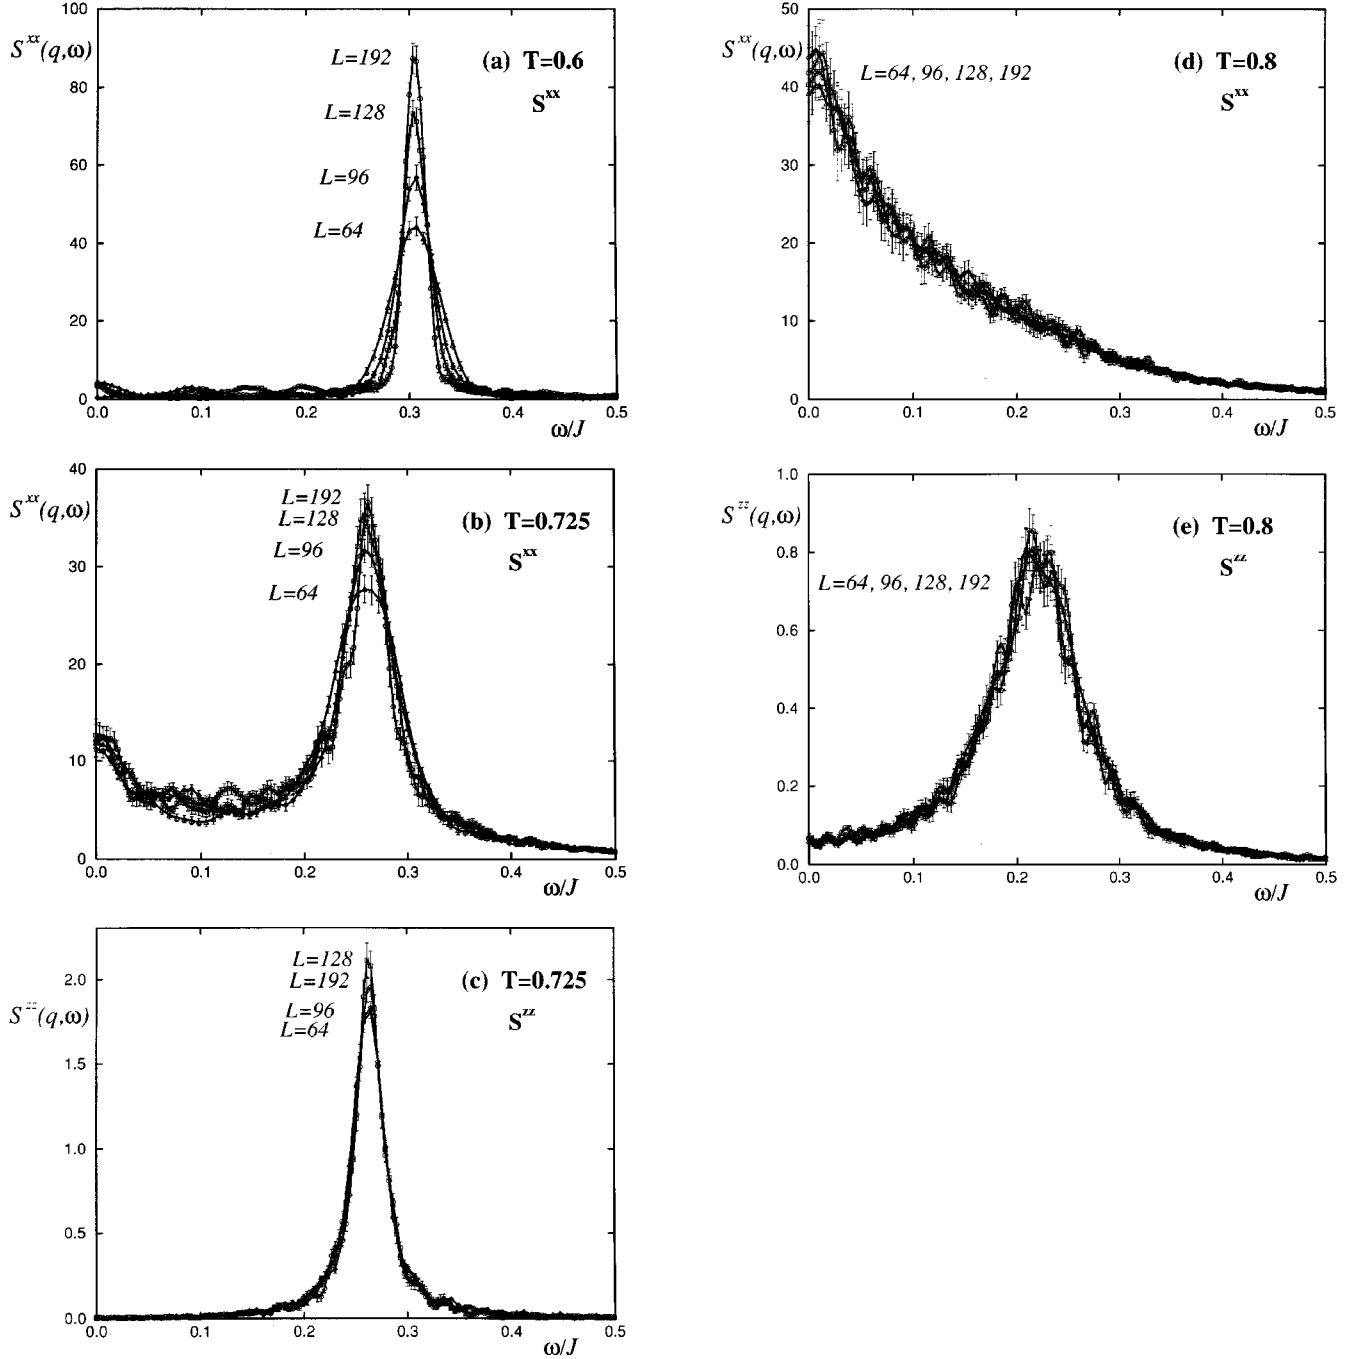 100
S^xx(q,ω)
L=192
(a) T=0.6
80
S^xx
L=128
60
L=96
40
L=64
20
0
0.0 0.1 0.2 0.3 0.4 0.5
ω/J
50
S^xx(q,ω)
(d) T=0.8
L=64, 96, 128, 192
40
S^xx
30
20
10
0
0.0 0.1 0.2 0.3 0.4 0.5
ω/J
40
S^xx(q,ω)
L=192
L=128
(b) T=0.725
L=96
S^xx
30
L=64
20
10
0
0.0 0.1 0.2 0.3 0.4 0.5
ω/J
1.0
S^zz(q,ω)
(e) T=0.8
0.8
S^zz
L=64, 96, 128, 192
0.6
0.4
0.2
0.0
0.0 0.1 0.2 0.3 0.4 0.5
ω/J
L=128
2.0
L=192
(c) T=0.725
S^zz(q,ω)
L=96
S^zz
L=64
1.5
1.0
0.5
0.0
0.0 0.1 0.2 0.3 0.4 0.5
ω/J